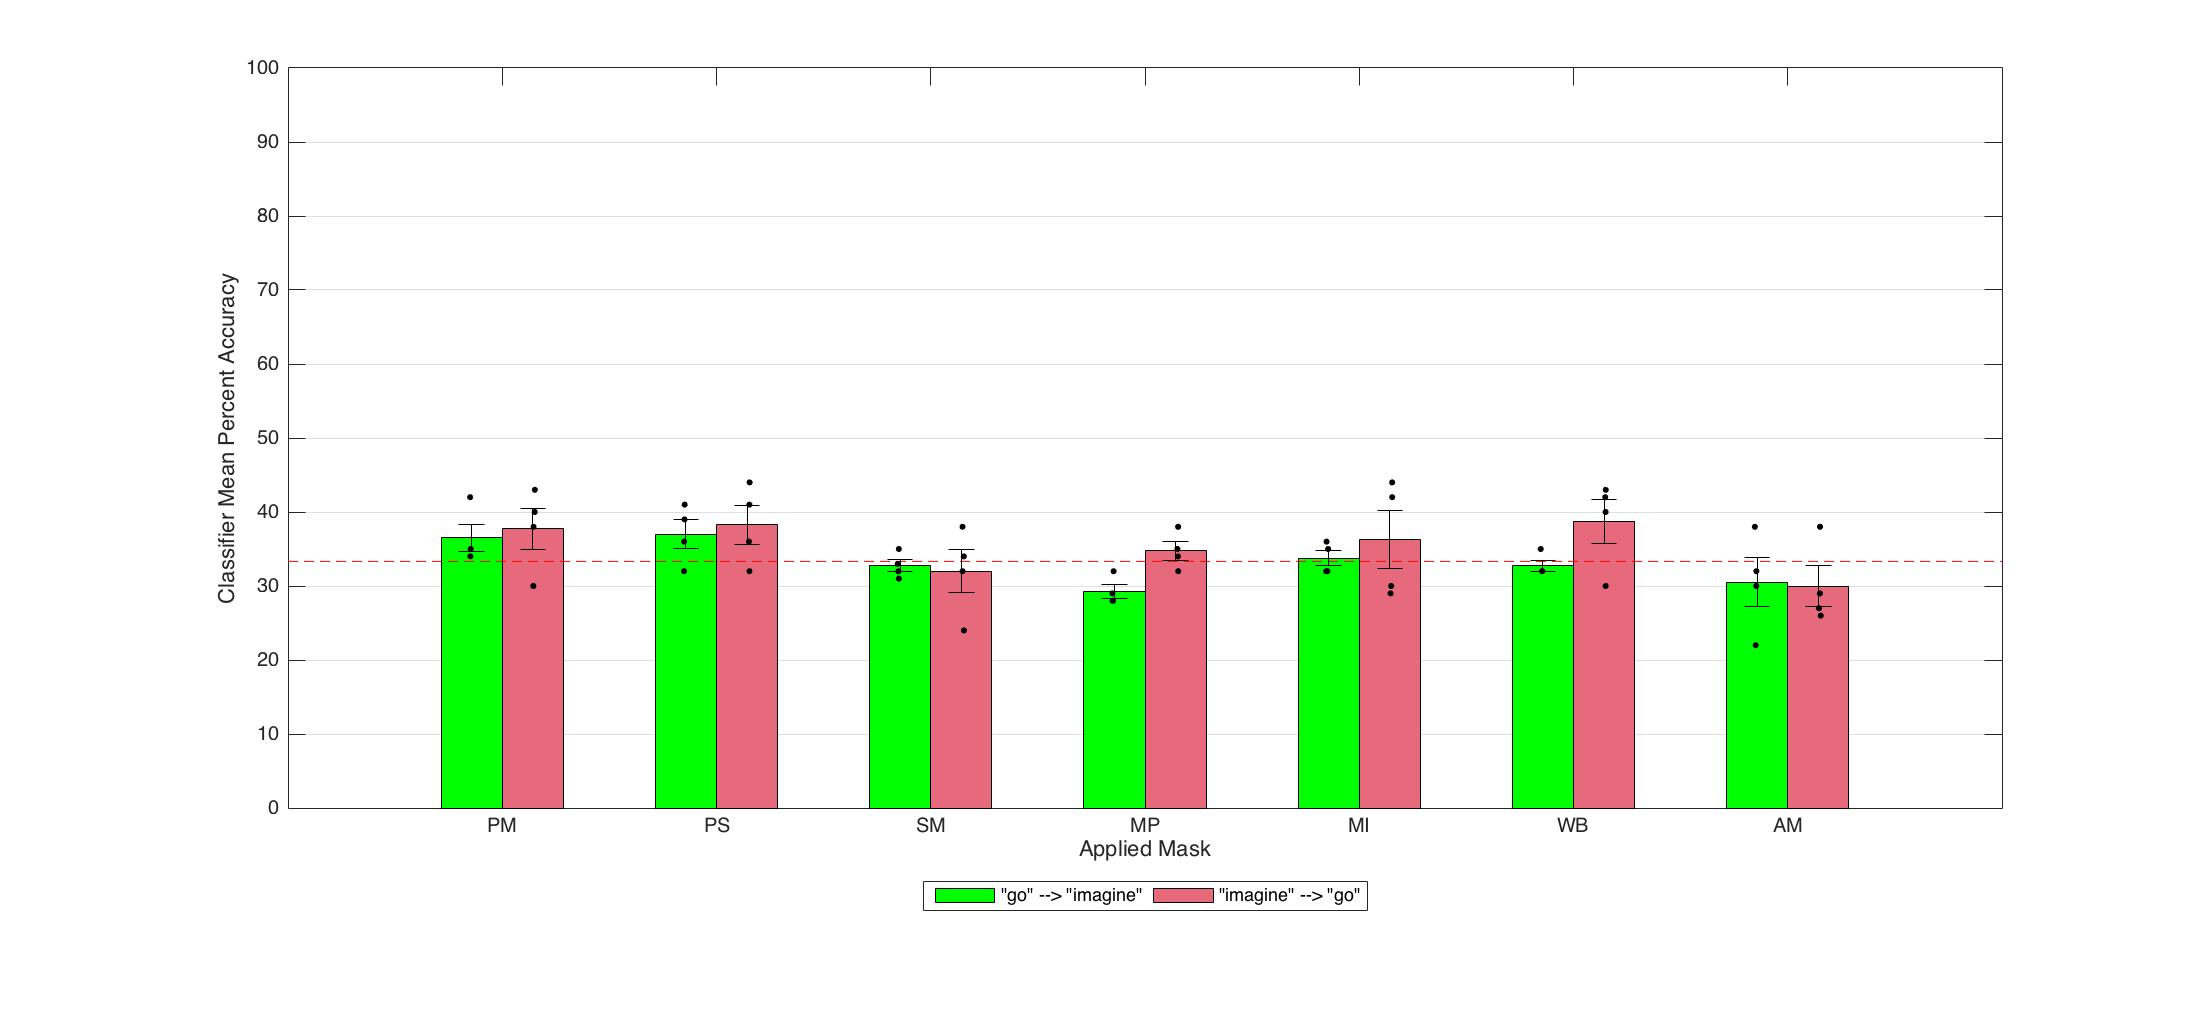 100
90
80
70
60
50
40
30
20
10
0
Classifier Mean Percent Accuracy
PM PS SM MP MI WB AM
Applied Mask
"go" --> "imagine" "imagine" --> "go"